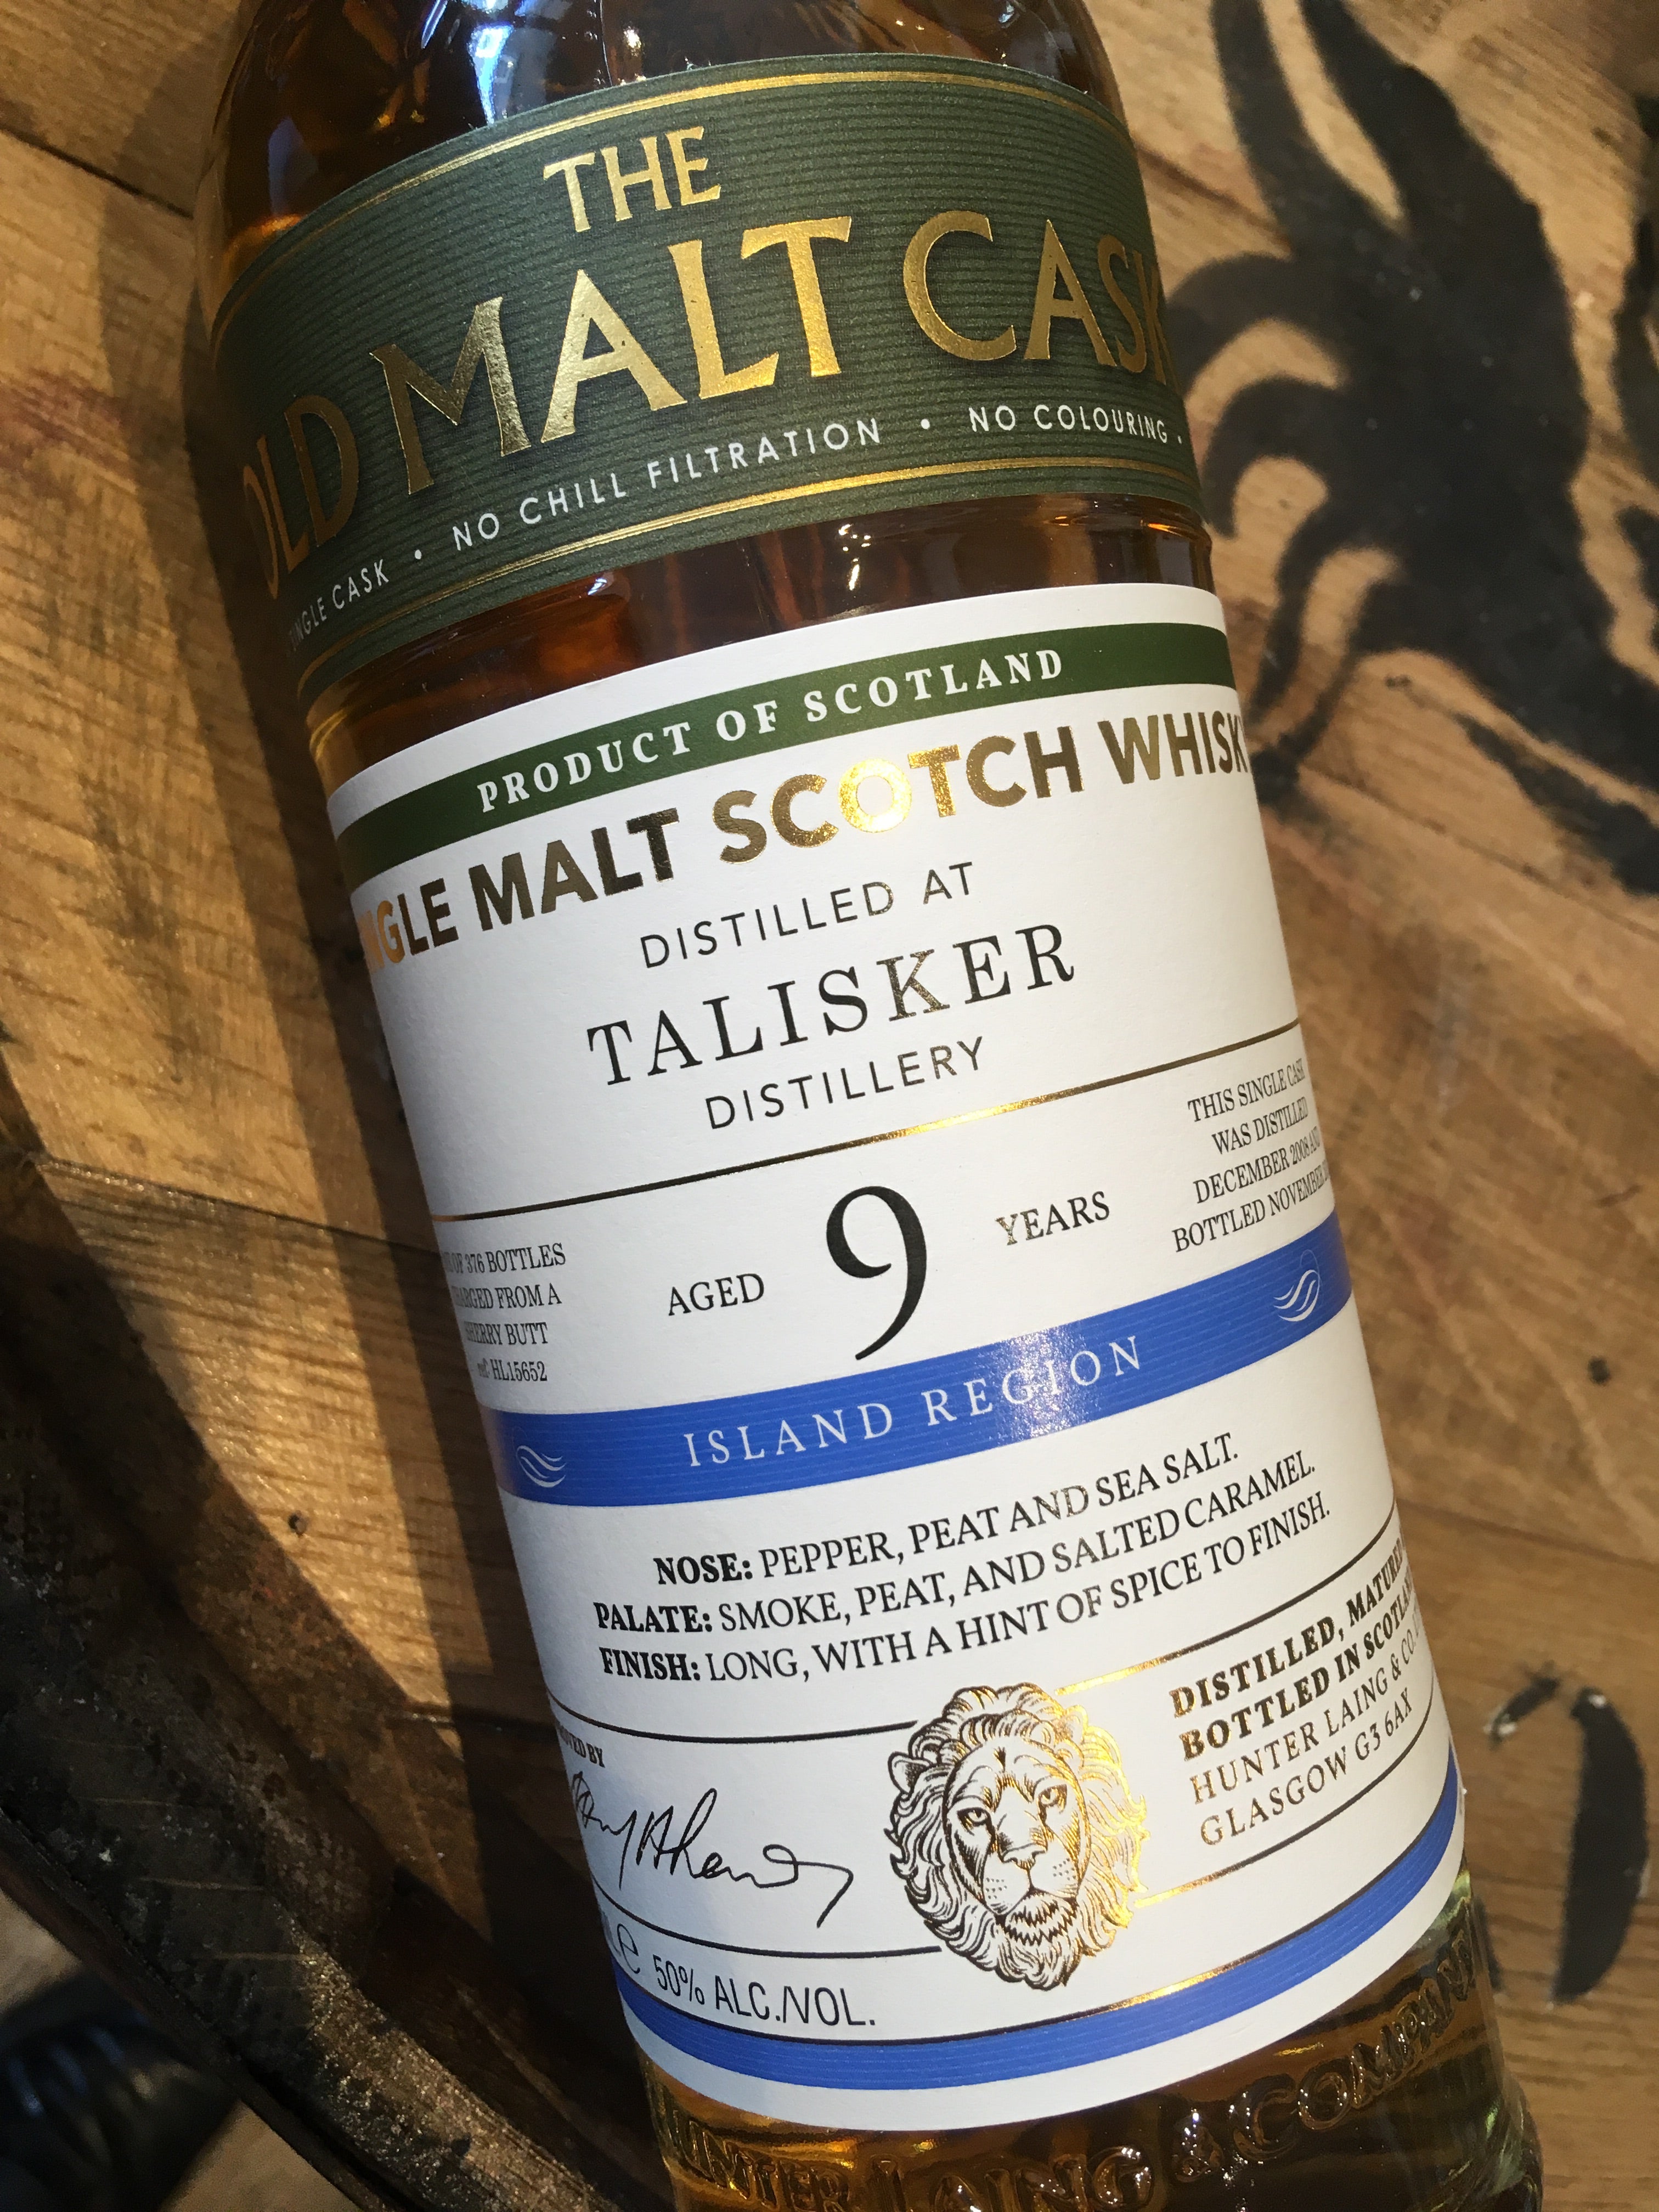 THE
OLD MALT CASK
CASK • NO CHILL FILTRATION • NO COLOURING •
PRODUCT OF SCOTLAND
NGLE MALT SCOTCH WHISK
DISTILLED AT
TALISKER
DISTILLERY
OF 376 BOTTLES
FROM A
SHERRY BUTT
ref: HL15652
AGED 9 YEARS
THIS SINGLE CASK
WAS DISTILLED
DECEMBER 2008 AND
BOTTLED NOVEMBER
ISLAND REGION
NOSE: PEPPER, PEAT AND SEA SALT.
PALATE: SMOKE, PEAT, AND SALTED CARAMEL.
FINISH: LONG, WITH A HINT OF SPICE TO FINISH.
BY
DISTILLED, MATURED
BOTTLED IN SCOTLAND
HUNTER LAING & CO.
GLASGOW G3 6AX
e 50% ALC./VOL.
HUNTER LAING & COMPANY